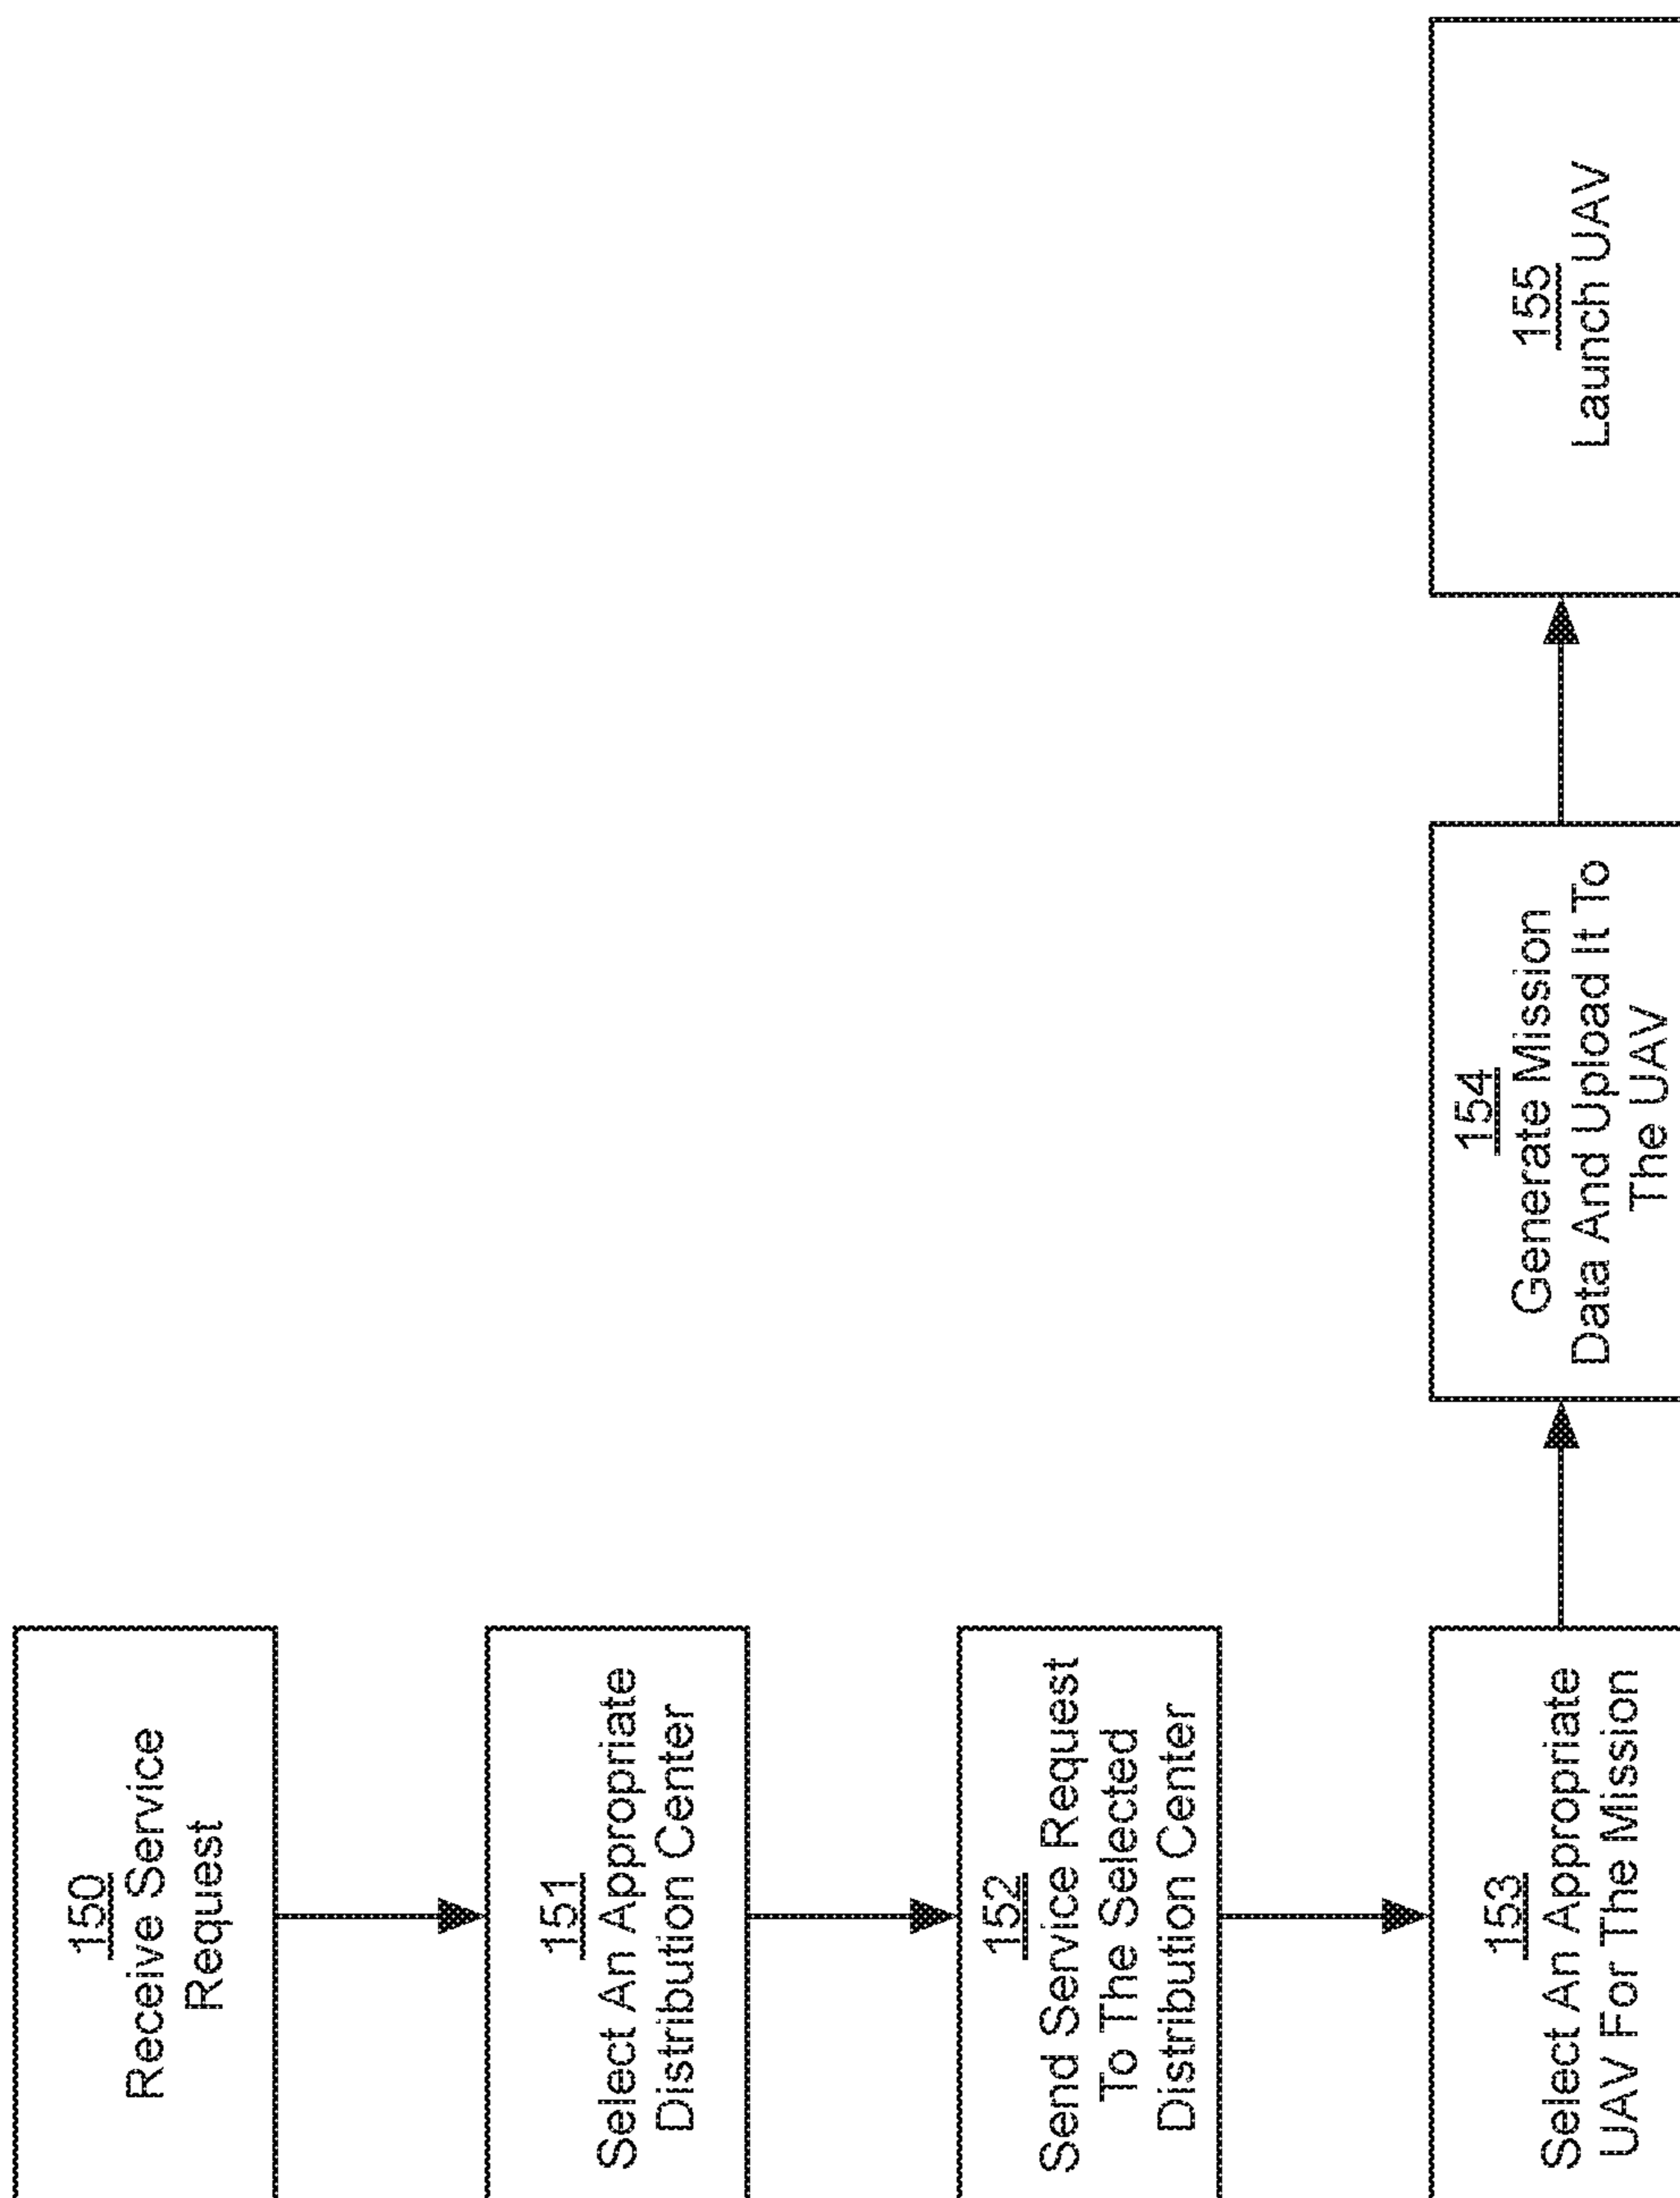 150
Receive Service
Request
151
Select An Appropriate
Distribution Center
152
Send Service Request
To The Selected
Distribution Center
153
Select An Appropriate
UAV For The Mission
154
Generate Mission
Data And Upload It To
The UAV
155
Launch UAV